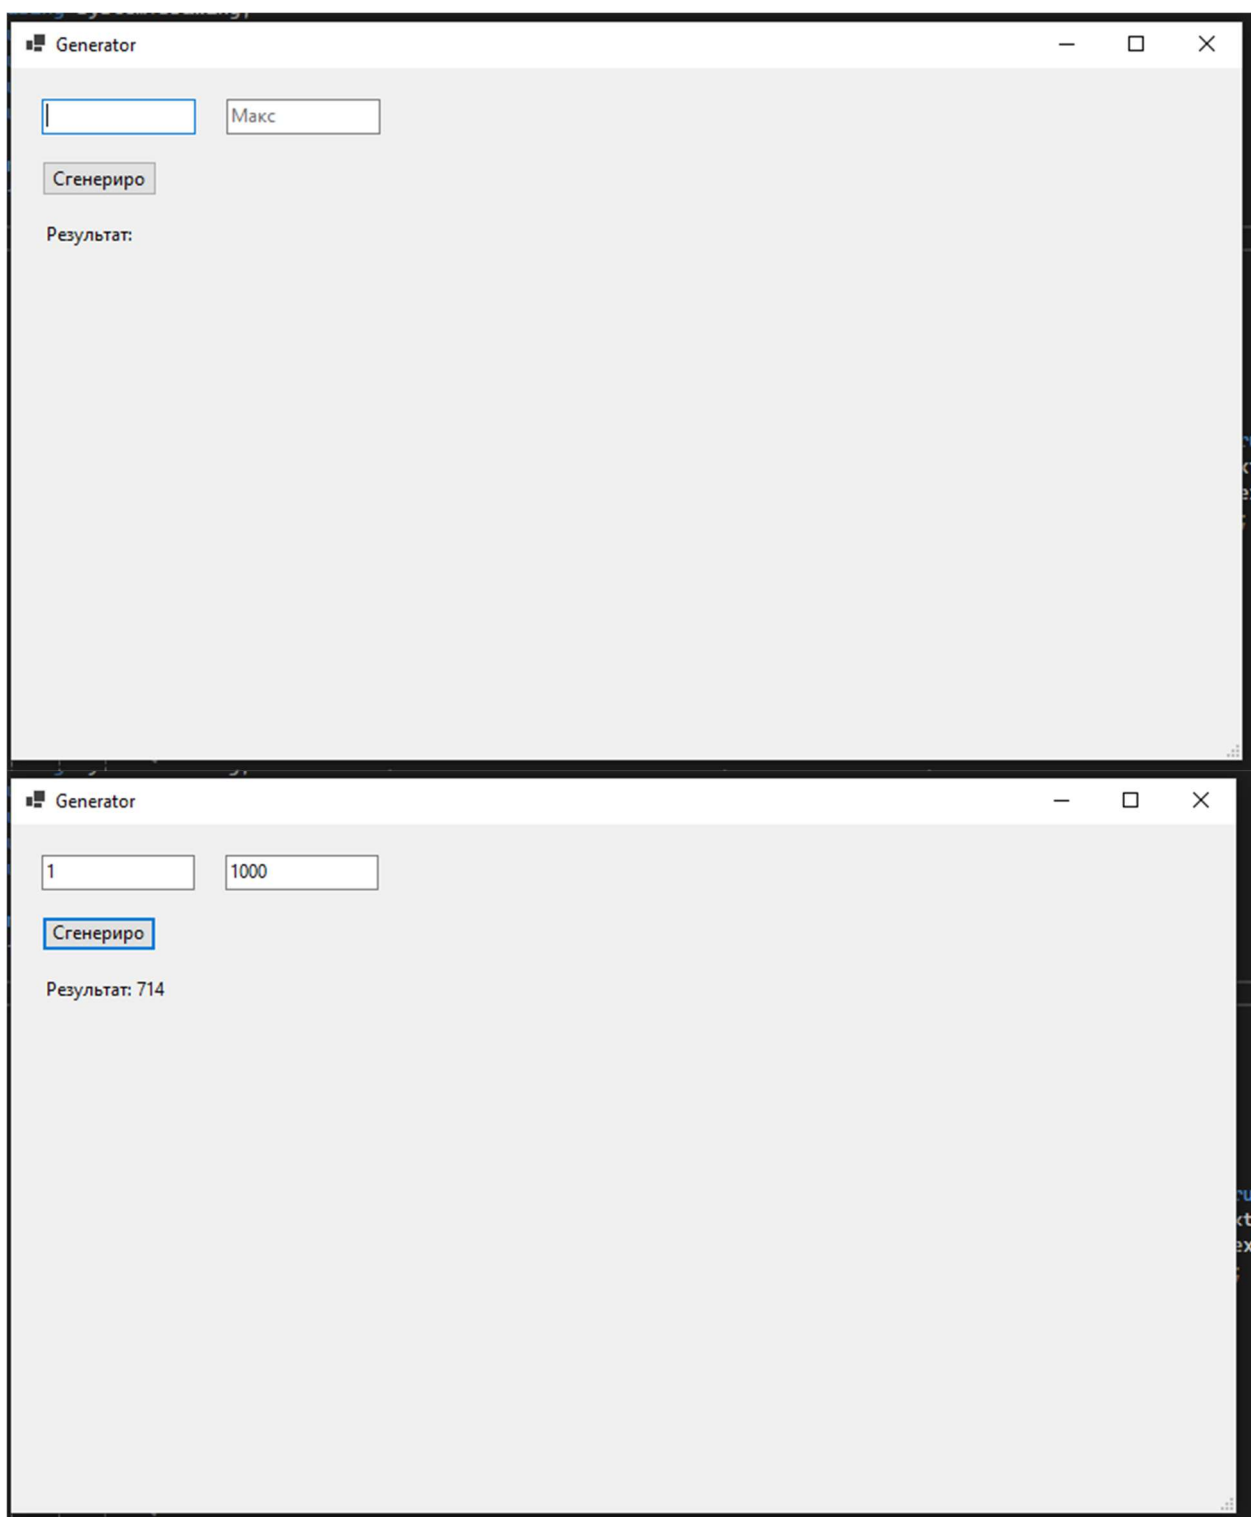 Generator
Макс
Сгенериро
Результат:
Generator
1 1000
Сгенериро
Результат: 714